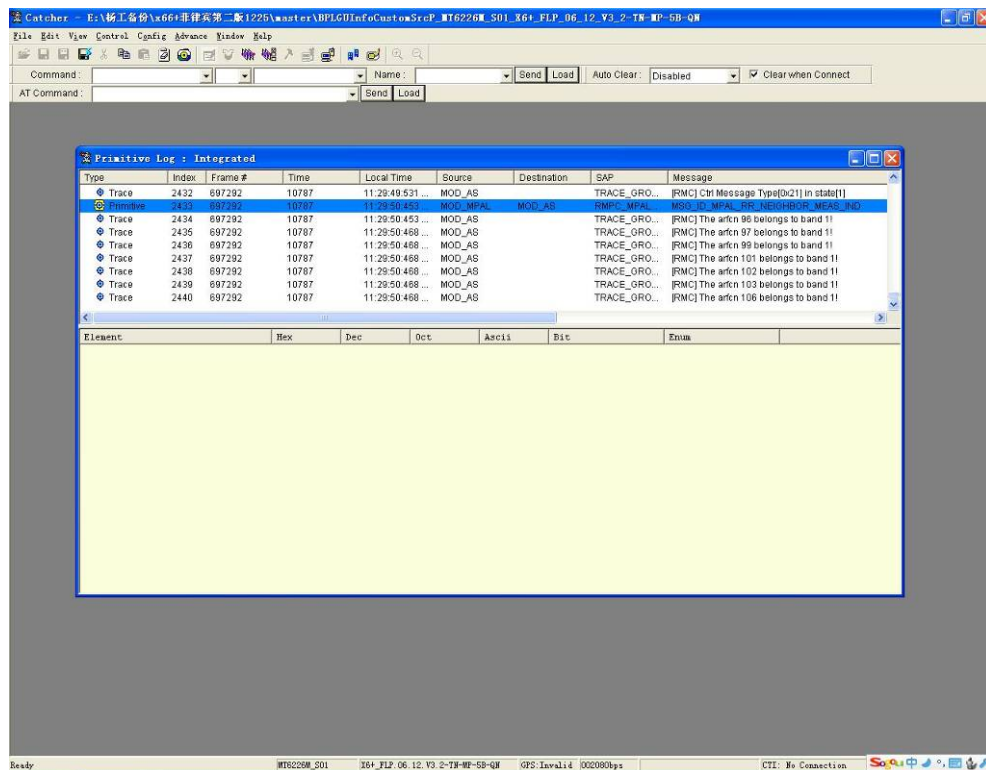 Catcher - E:\杨工备份\x66+菲律宾第二版1225\master\BPLGUInfoCustomSrcP_MT6226M_S01_X6+_FLP_06_12_V3_2-TN-MP-5B-QN
File Edit View Control Config Advance Window Help
Command: Name: Send Load Auto Clear: Disabled Clear when Connect
AT Command: Send Load
Primitive Log : Integrated
Type Index Frame # Time Local Time Source Destination SAP Message
Trace 2432 697292 10787 11:29:49:531 ... MOD_AS TRACE_GRO... [RMC] Ctrl Message Type[0x21] in state[1]
Primitive 2433 697292 10787 11:29:50:453 ... MOD_MPAL MOD_AS RMPC_MPAL... MSG_ID_MPAL_RR_NEIGHBOR_MEAS_IND
Trace 2434 697292 10787 11:29:50:453 ... MOD_AS TRACE_GRO... [RMC] The arfcn 96 belongs to band 1!
Trace 2435 697292 10787 11:29:50:468 ... MOD_AS TRACE_GRO... [RMC] The arfcn 97 belongs to band 1!
Trace 2436 697292 10787 11:29:50:468 ... MOD_AS TRACE_GRO... [RMC] The arfcn 99 belongs to band 1!
Trace 2437 697292 10787 11:29:50:468 ... MOD_AS TRACE_GRO... [RMC] The arfcn 101 belongs to band 1!
Trace 2438 697292 10787 11:29:50:468 ... MOD_AS TRACE_GRO... [RMC] The arfcn 102 belongs to band 1!
Trace 2439 697292 10787 11:29:50:468 ... MOD_AS TRACE_GRO... [RMC] The arfcn 103 belongs to band 1!
Trace 2440 697292 10787 11:29:50:468 ... MOD_AS TRACE_GRO... [RMC] The arfcn 106 belongs to band 1!
Element Hex Dec Oct Ascii Bit Enum
Ready MT6226M_S01 X6+_FLP.06.12.V3.2-TN-MP-5B-QN GPS:Invalid 002080bps CTI: No Connection Sogou 中